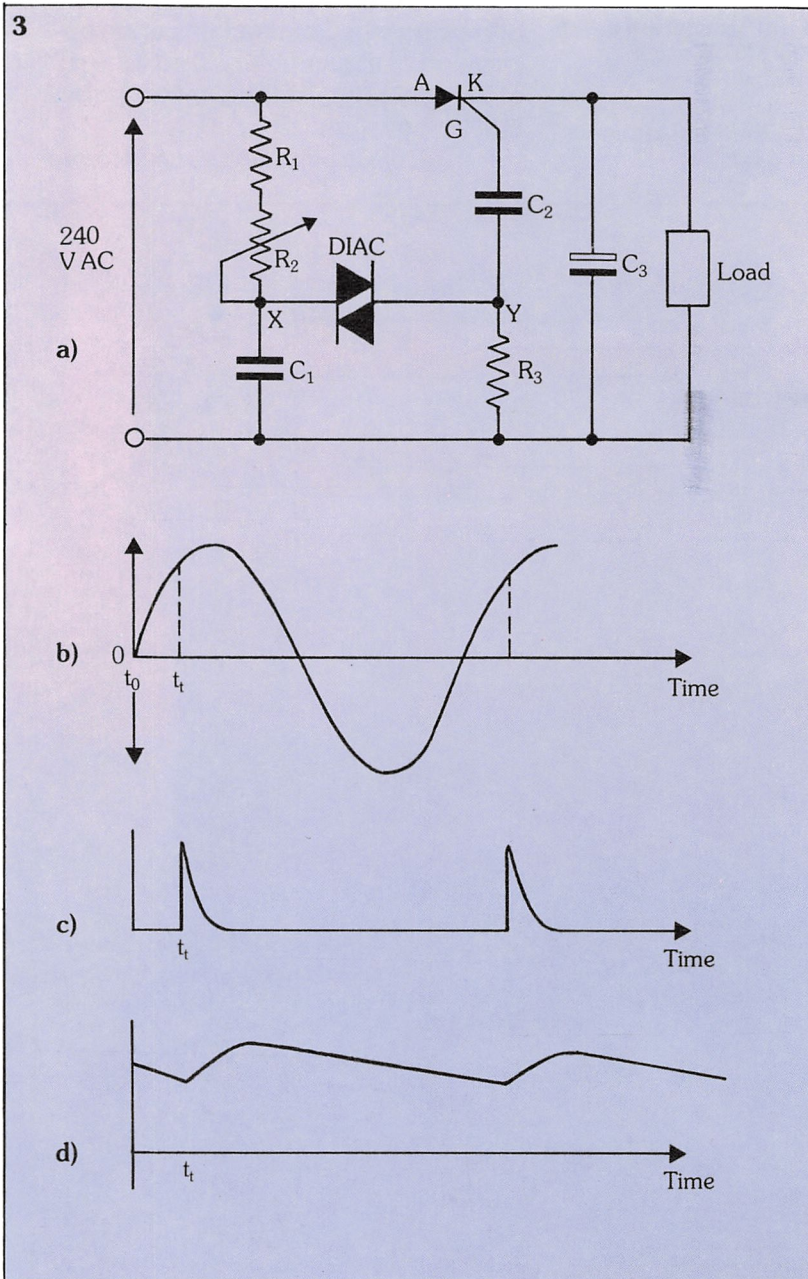 3
A K
G
R1
C2
240
V AC
R2
DIAC
C3
Load
X
Y
a)
C1
R3
b)
0
t0
tt
Time
c)
tt
Time
d)
tt
Time